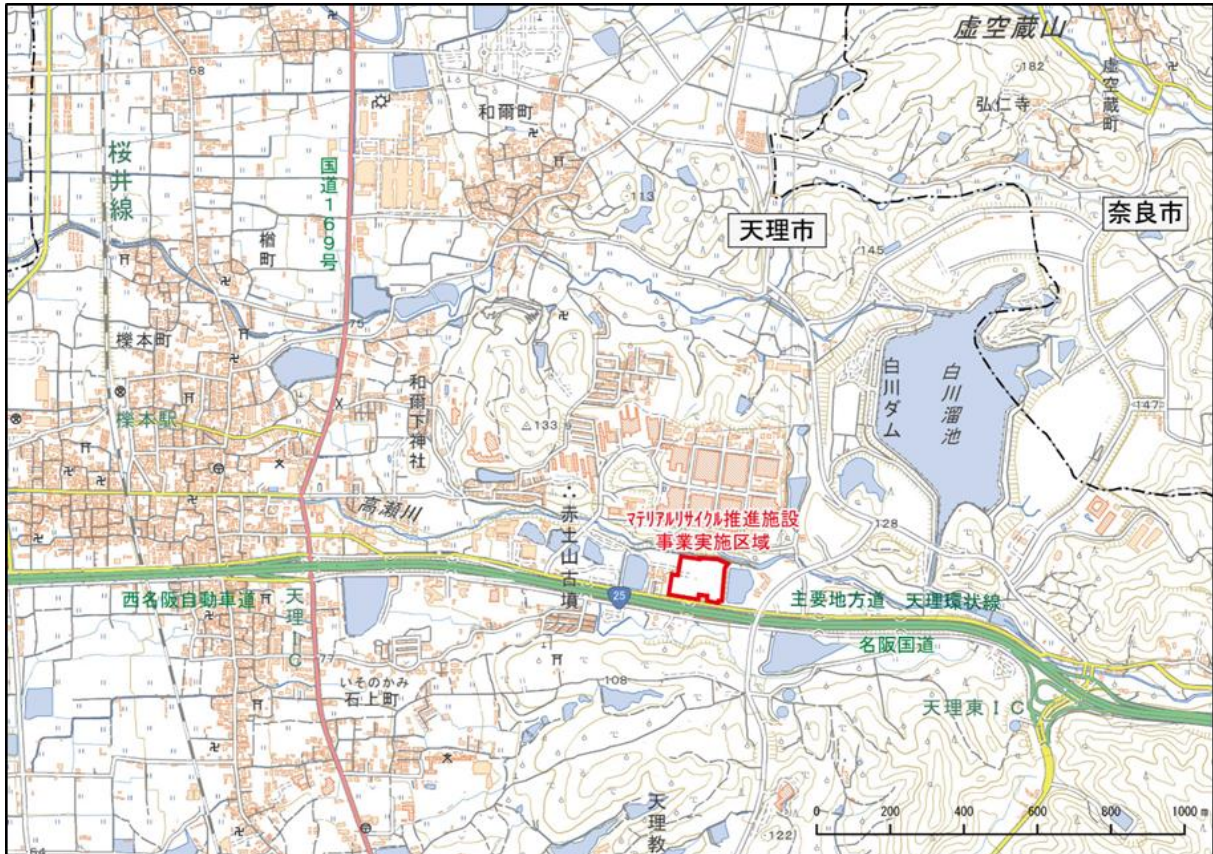 虚空蔵山
182
虚空蔵町
弘仁寺
68
和爾町
桜井線
国道169号
113
天理市
奈良市
145
楢町
75
櫟本町
白川ダム
白川溜池
147
和爾下神社
133
櫟本駅
高瀬川
赤土山古墳
マテリアルリサイクル推進施設
事業実施区域
128
25
西名阪自動車道
天理IC
主要地方道 天理環状線
名阪国道
77
いそのかみ
石上町
108
天理東IC
天理教
122
64
0 200 400 600 800 1000 m